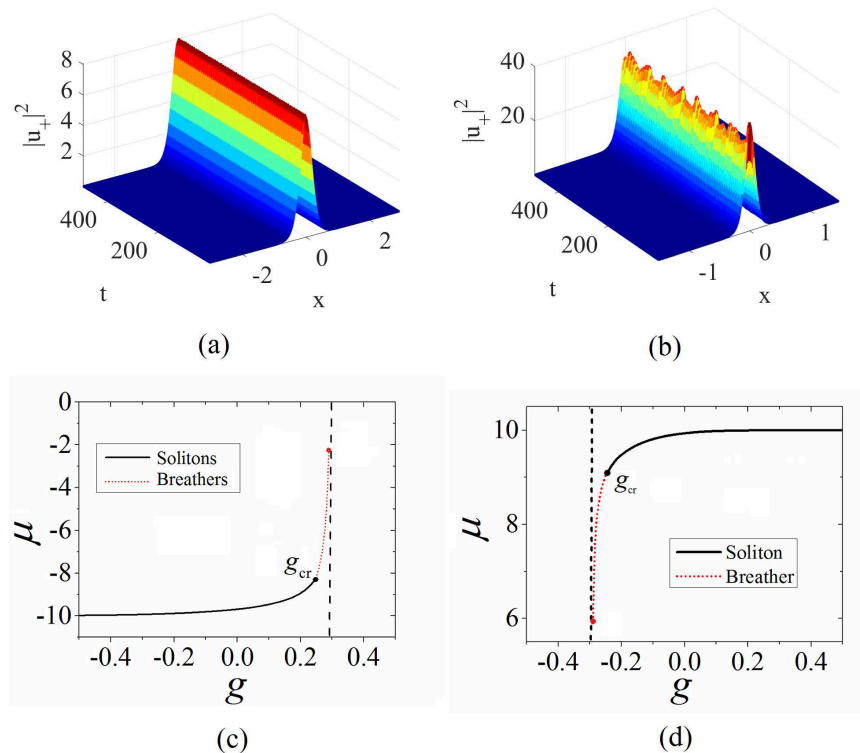 (a)
8
6
4
2
|u₊|²
400
200
t
-2
0
2
x
(b)
40
20
|u₊|²
400
200
t
-1
0
1
x
(c)
0
-2
-4
-6
-8
-10
μ
Solitons
Breathers
g_cr
-0.4 -0.2 0.0 0.2 0.4
g
(d)
10
8
6
μ
g_cr
Soliton
Breather
-0.4 -0.2 0.0 0.2 0.4
g